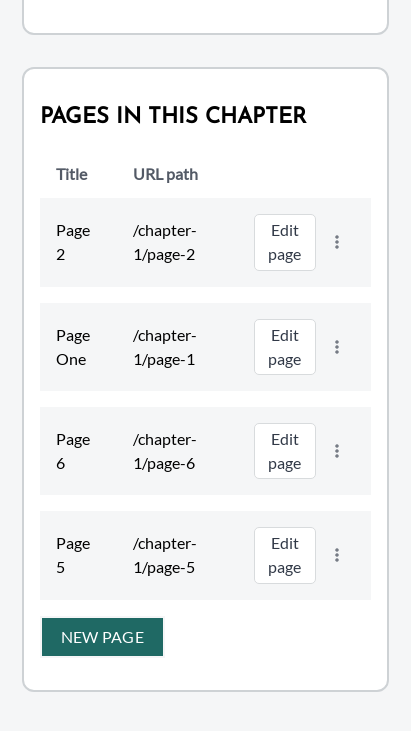 PAGES IN THIS CHAPTER
Title URL path
Page 2 /chapter-1/page-2 Edit page
Page One /chapter-1/page-1 Edit page
Page 6 /chapter-1/page-6 Edit page
Page 5 /chapter-1/page-5 Edit page
NEW PAGE